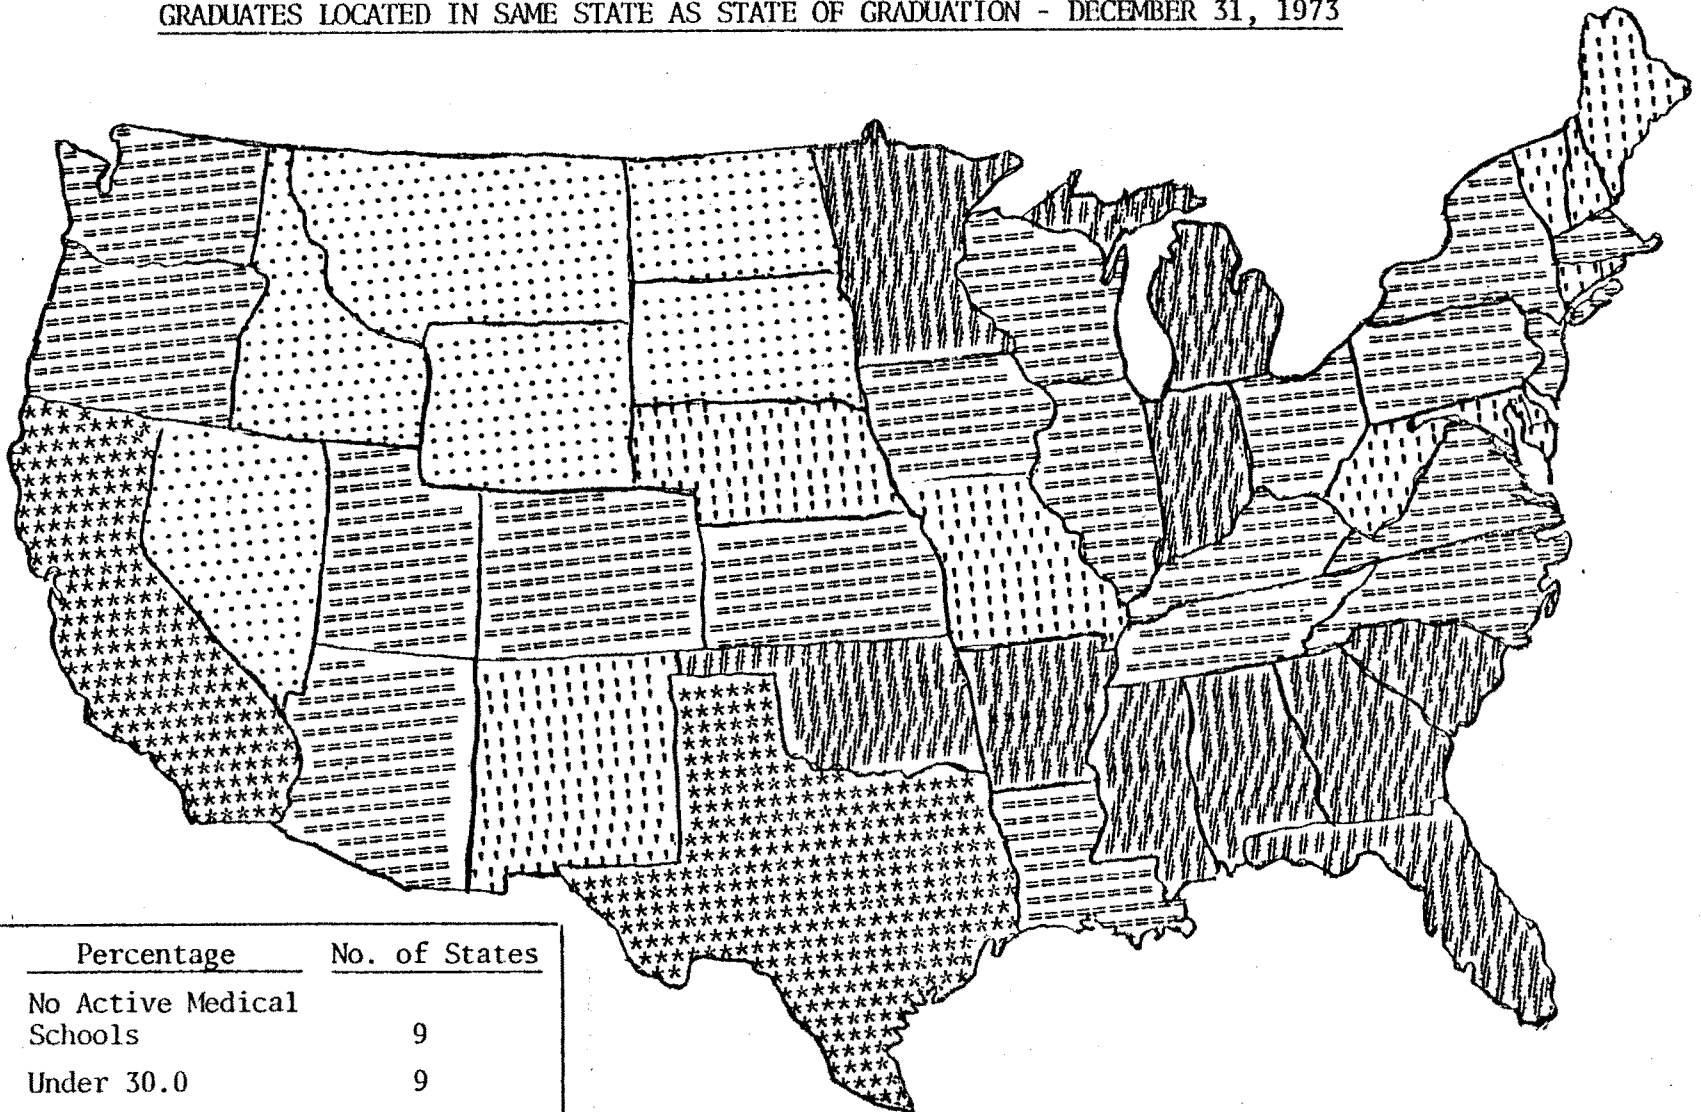 GRADUATES LOCATED IN SAME STATE AS STATE OF GRADUATION - DECEMBER 31, 1973
Percentage No. of States
No Active Medical
Schools 9
Under 30.0 9